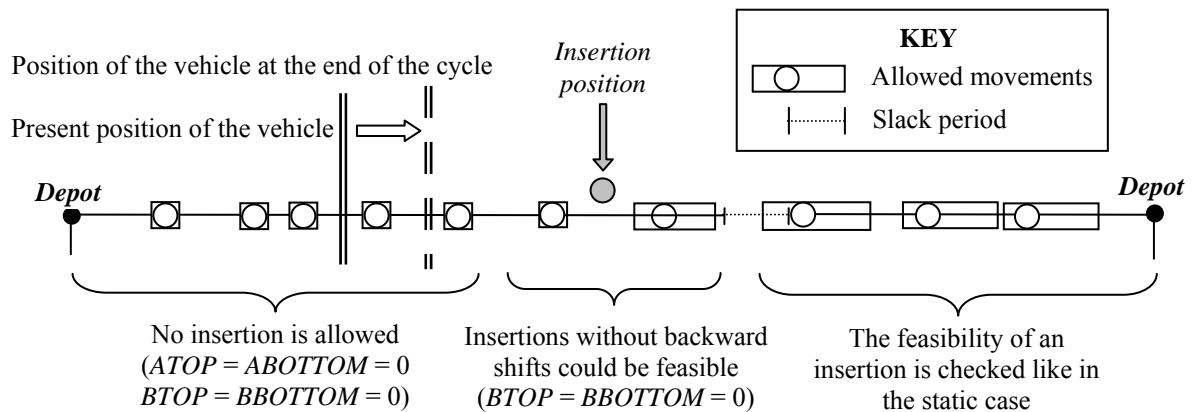 KEY
Allowed movements
Slack period
Insertion
position
Position of the vehicle at the end of the cycle
Present position of the vehicle
Depot
Depot
No insertion is allowed
(ATOP = ABOTTOM = 0
BTOP = BBOTTOM = 0)
Insertions without backward
shifts could be feasible
(BTOP = BBOTTOM = 0)
The feasibility of an
insertion is checked like in
the static case